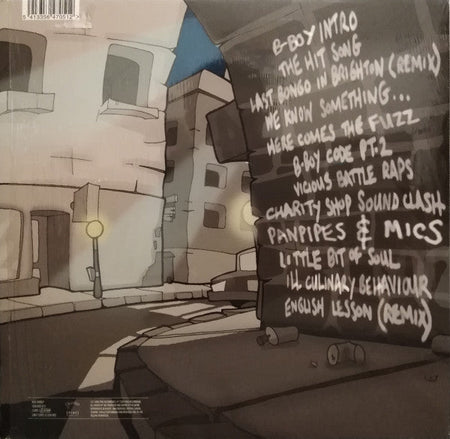 B-BOY INTRO
THE HIT SONG
LAST BONGO IN BRIGHTON (REMIX)
WE KNOW SOMETHING...
HERE COMES THE FUZZ
B-BOY CODE PT.2
VICIOUS BATTLE RAPS
CHARITY SHOP SOUND CLASH
PANPIPES & MICS
LITTLE BIT OF SOUL
ILL CULINARY BEHAVIOUR
ENGLISH LESSON (REMIX)